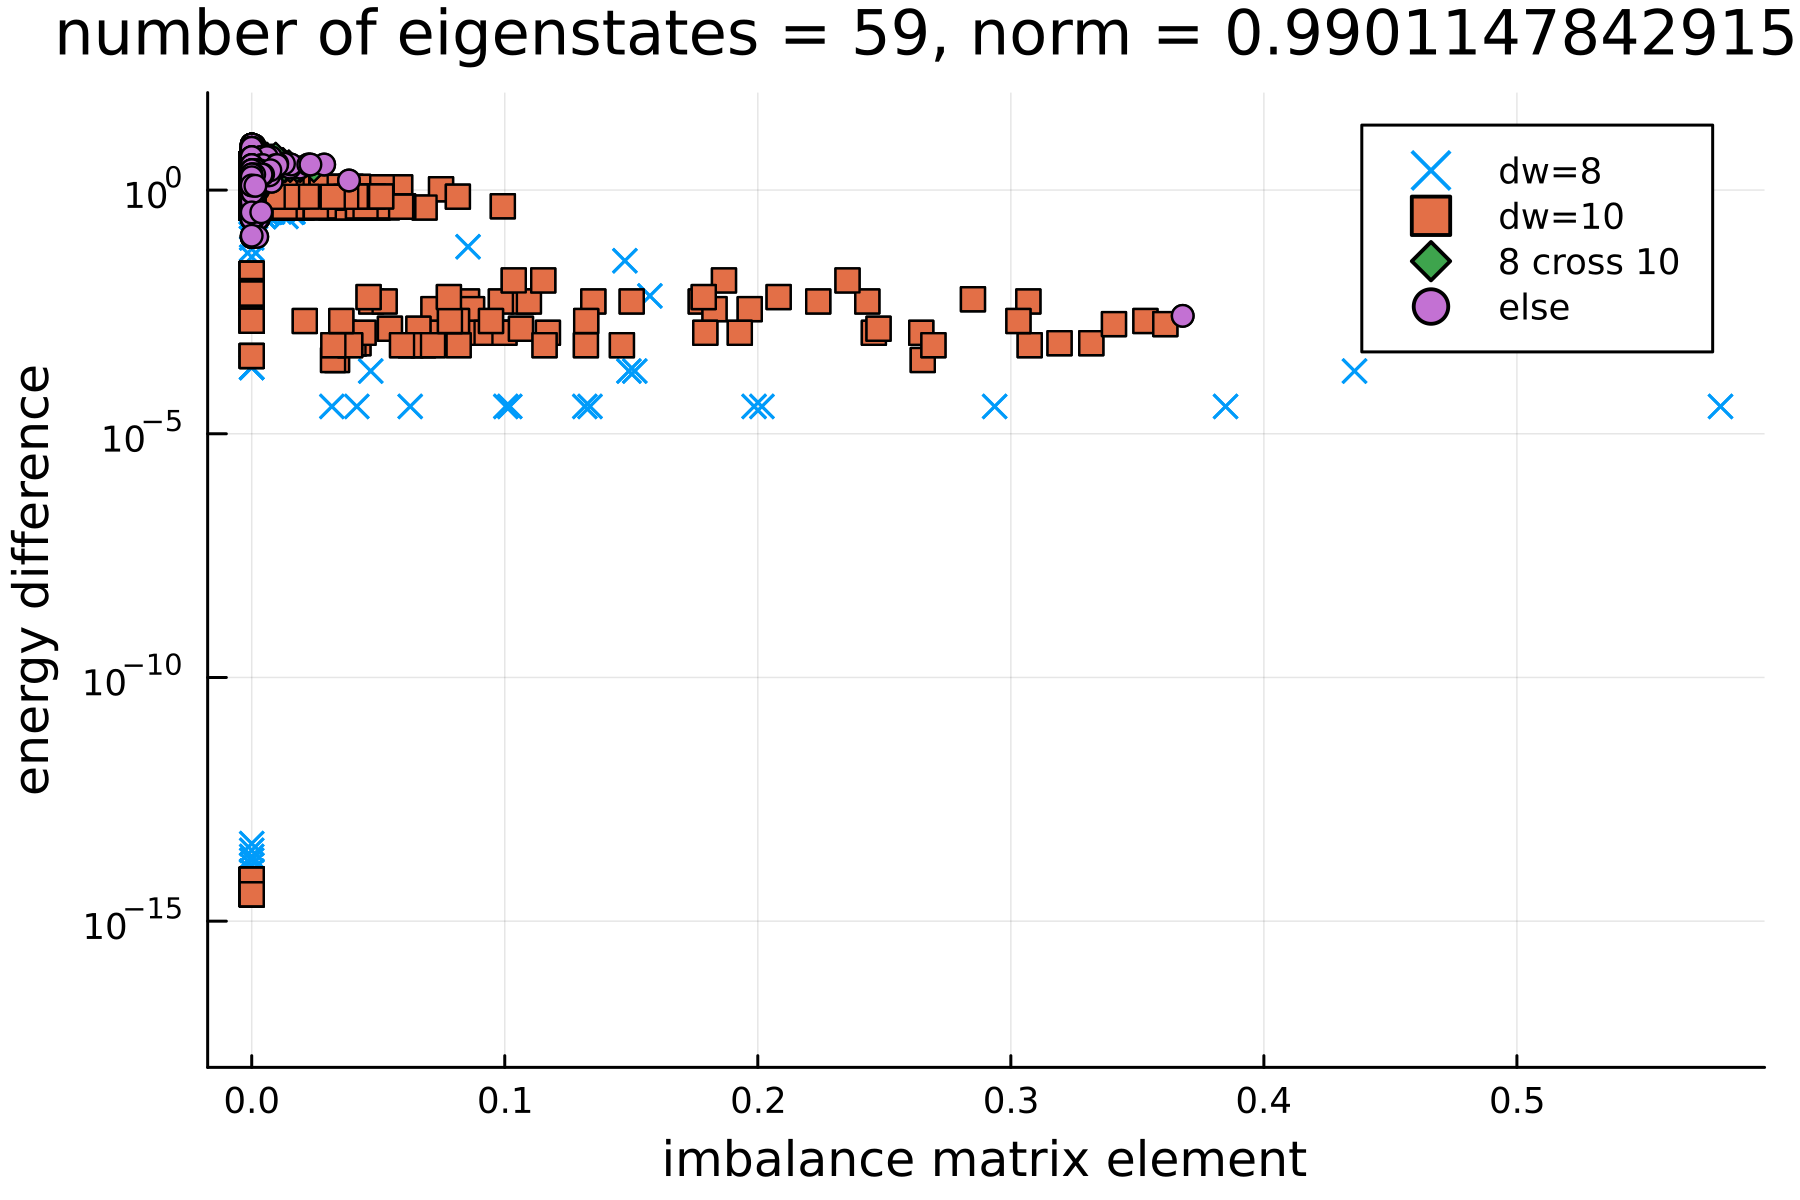 number of eigenstates = 59, norm = 0.9901147842915
dw=8
dw=10
8 cross 10
else
energy difference
10⁰
10⁻⁵
10⁻¹⁰
10⁻¹⁵
0.0 0.1 0.2 0.3 0.4 0.5
imbalance matrix element